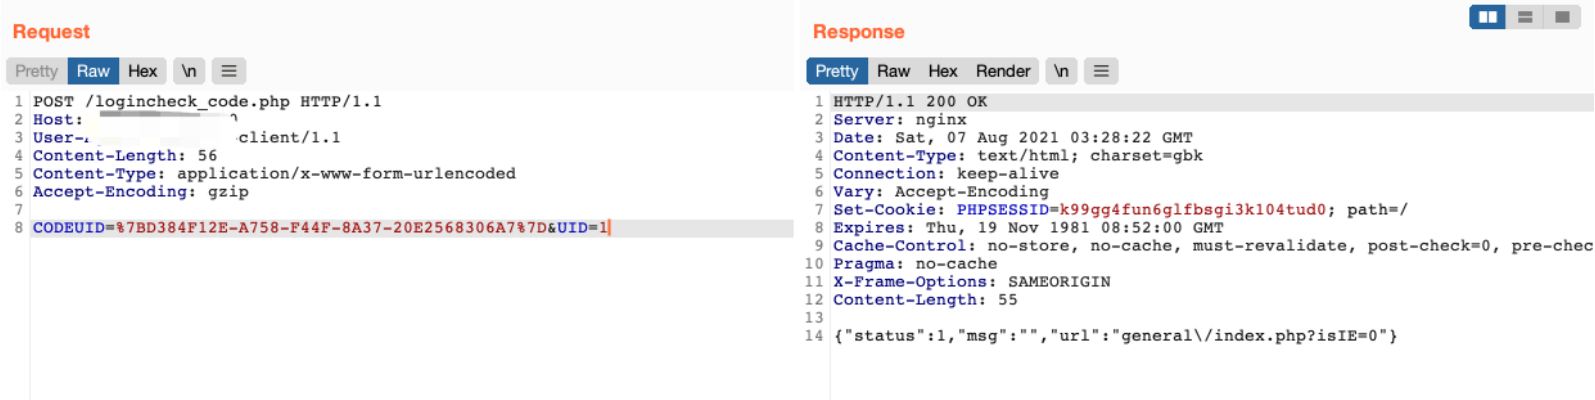 Request
Pretty Raw Hex \n
1 POST /logincheck_code.php HTTP/1.1
2 Host:
3 User- client/1.1
4 Content-Length: 56
5 Content-Type: application/x-www-form-urlencoded
6 Accept-Encoding: gzip
7
8 CODEUID=%7BD384F12E-A758-F44F-8A37-20E2568306A7%7D&UID=1
Response
Pretty Raw Hex Render \n
1 HTTP/1.1 200 OK
2 Server: nginx
3 Date: Sat, 07 Aug 2021 03:28:22 GMT
4 Content-Type: text/html; charset=gbk
5 Connection: keep-alive
6 Vary: Accept-Encoding
7 Set-Cookie: PHPSESSID=k99gg4fun6glfbsgi3k104tud0; path=/
8 Expires: Thu, 19 Nov 1981 08:52:00 GMT
9 Cache-Control: no-store, no-cache, must-revalidate, post-check=0, pre-chec
10 Pragma: no-cache
11 X-Frame-Options: SAMEORIGIN
12 Content-Length: 55
13
14 {"status":1,"msg":"","url":"general\/index.php?isIE=0"}